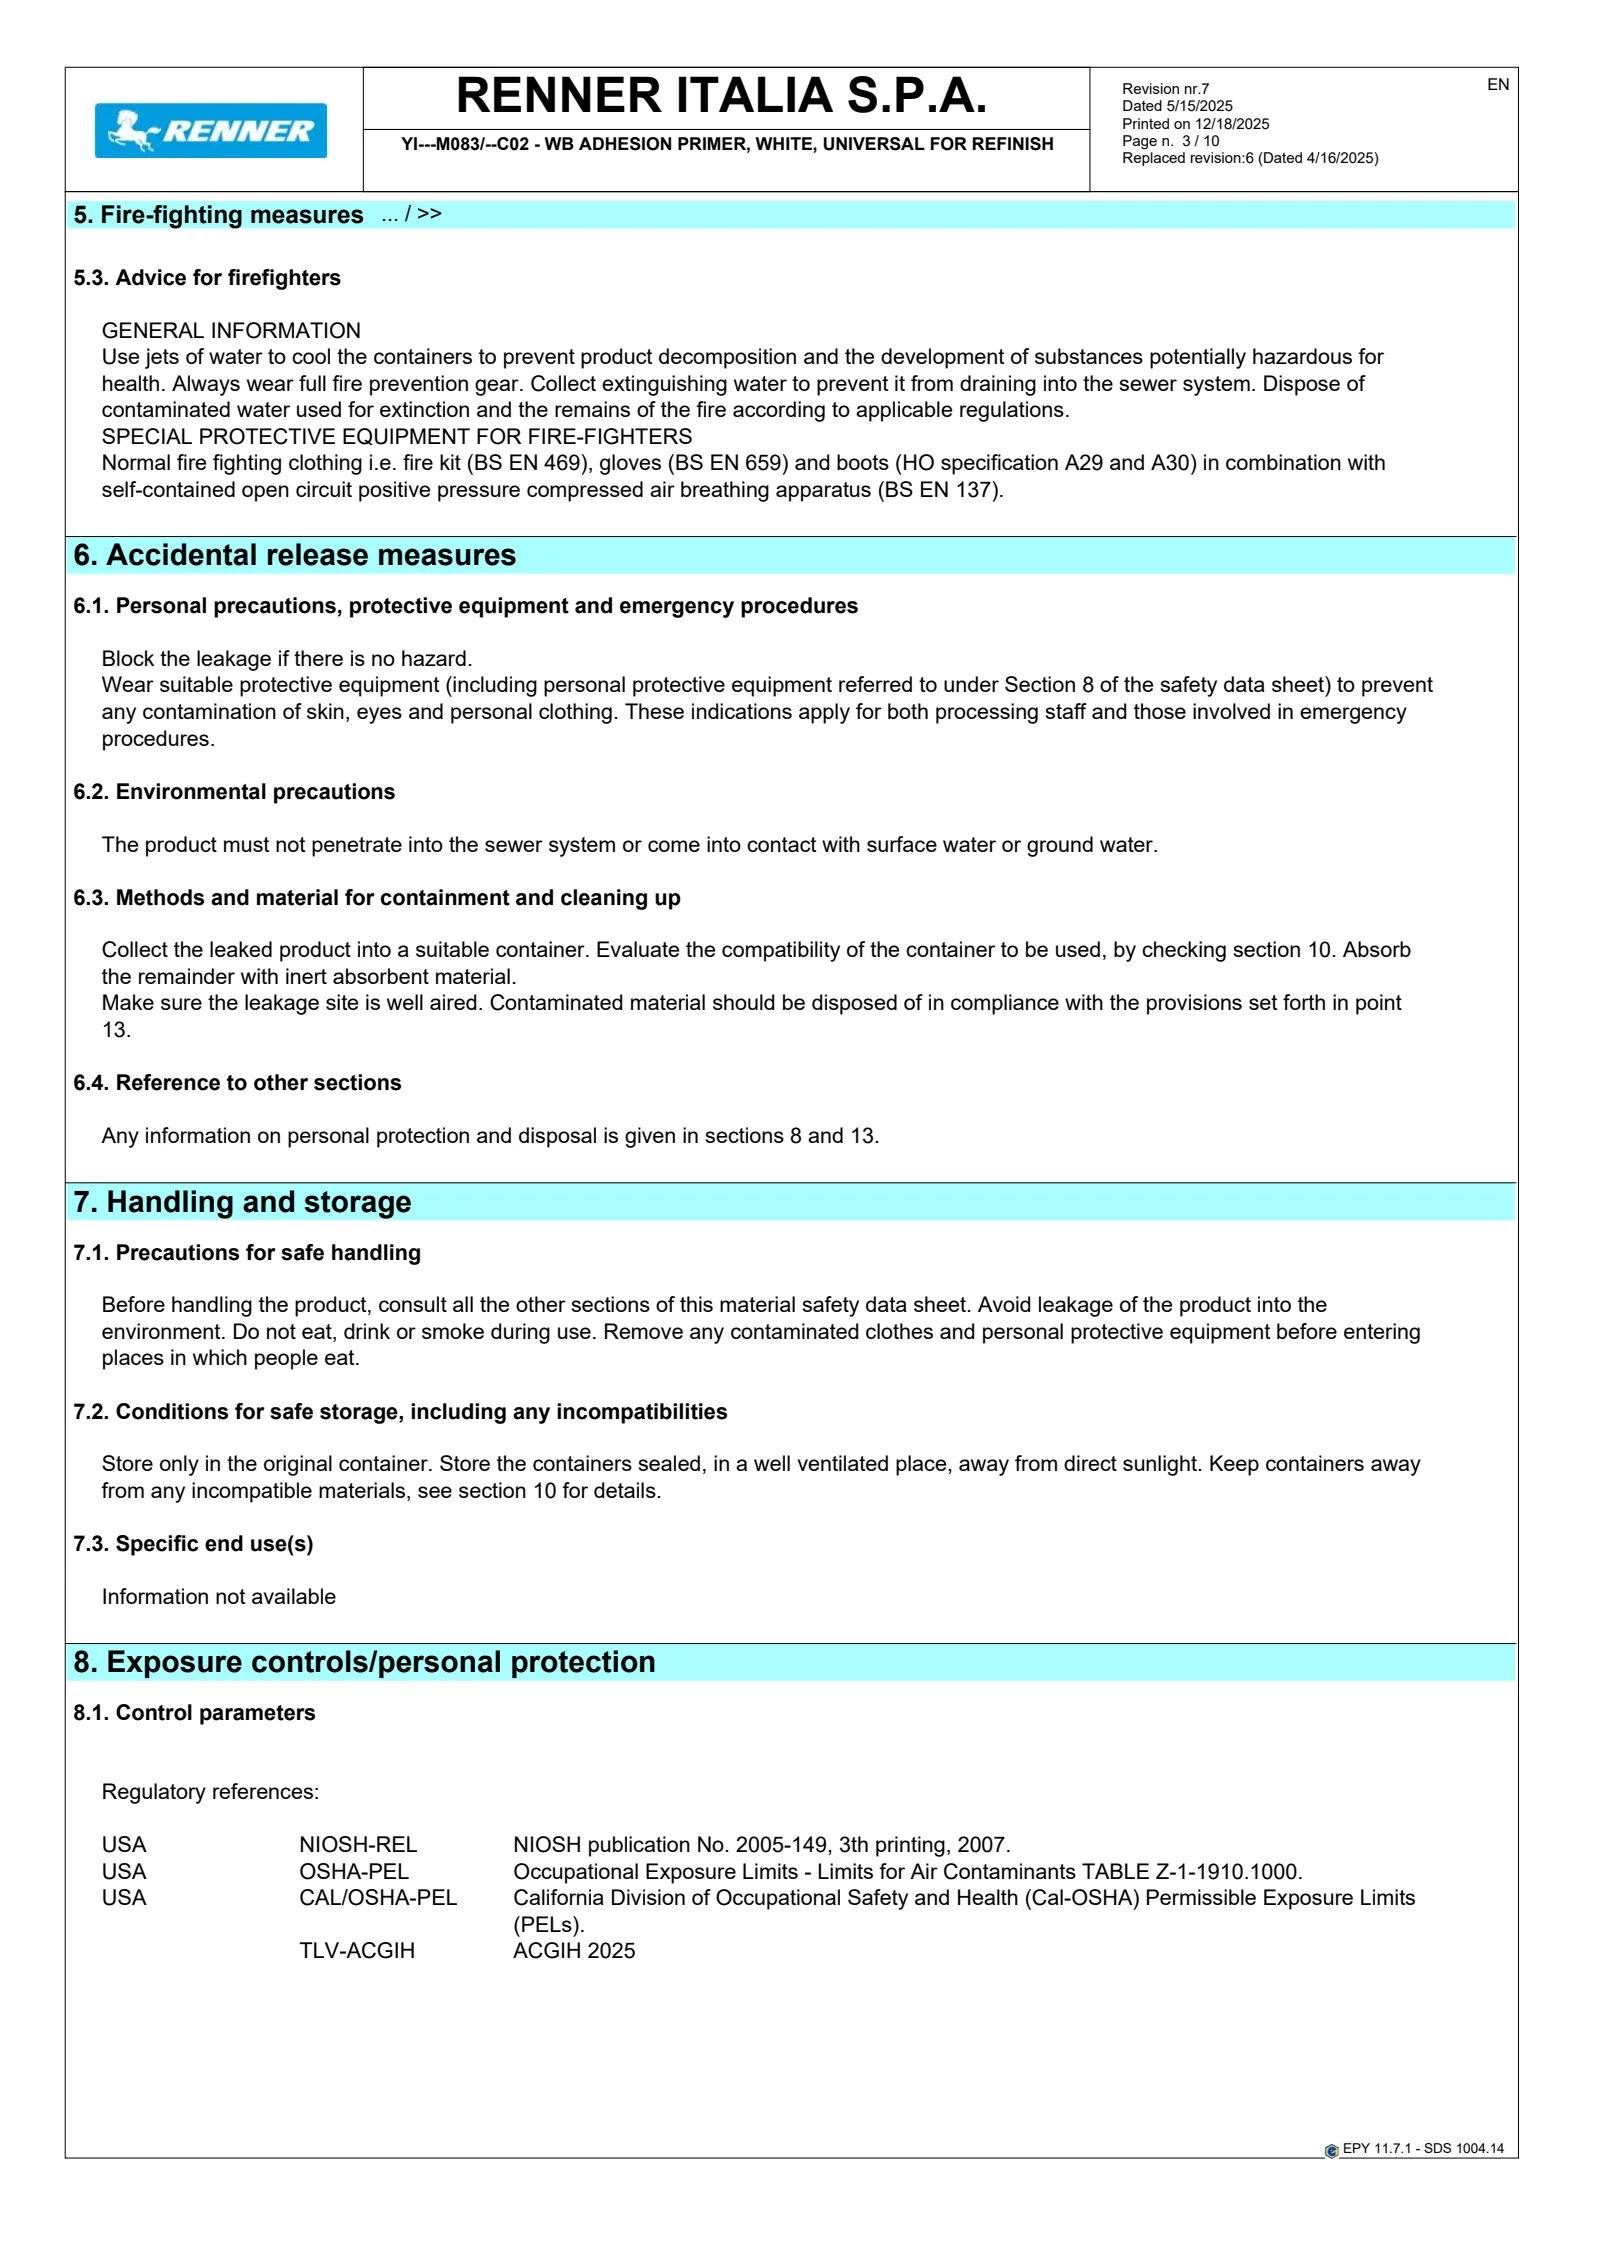 RENNER
RENNER ITALIA S.P.A.
YI---M083/--C02 - WB ADHESION PRIMER, WHITE, UNIVERSAL FOR REFINISH
EN
Revision nr.7
Dated 5/15/2025
Printed on 12/18/2025
Page n. 3 / 10
Replaced revision:6 (Dated 4/16/2025)
5. Fire-fighting measures ... / >>
5.3. Advice for firefighters
GENERAL INFORMATION
Use jets of water to cool the containers to prevent product decomposition and the development of substances potentially hazardous for
health. Always wear full fire prevention gear. Collect extinguishing water to prevent it from draining into the sewer system. Dispose of
contaminated water used for extinction and the remains of the fire according to applicable regulations.
SPECIAL PROTECTIVE EQUIPMENT FOR FIRE-FIGHTERS
Normal fire fighting clothing i.e. fire kit (BS EN 469), gloves (BS EN 659) and boots (HO specification A29 and A30) in combination with
self-contained open circuit positive pressure compressed air breathing apparatus (BS EN 137).
6. Accidental release measures
6.1. Personal precautions, protective equipment and emergency procedures
Block the leakage if there is no hazard.
Wear suitable protective equipment (including personal protective equipment referred to under Section 8 of the safety data sheet) to prevent
any contamination of skin, eyes and personal clothing. These indications apply for both processing staff and those involved in emergency
procedures.
6.2. Environmental precautions
The product must not penetrate into the sewer system or come into contact with surface water or ground water.
6.3. Methods and material for containment and cleaning up
Collect the leaked product into a suitable container. Evaluate the compatibility of the container to be used, by checking section 10. Absorb
the remainder with inert absorbent material.
Make sure the leakage site is well aired. Contaminated material should be disposed of in compliance with the provisions set forth in point
13.
6.4. Reference to other sections
Any information on personal protection and disposal is given in sections 8 and 13.
7. Handling and storage
7.1. Precautions for safe handling
Before handling the product, consult all the other sections of this material safety data sheet. Avoid leakage of the product into the
environment. Do not eat, drink or smoke during use. Remove any contaminated clothes and personal protective equipment before entering
places in which people eat.
7.2. Conditions for safe storage, including any incompatibilities
Store only in the original container. Store the containers sealed, in a well ventilated place, away from direct sunlight. Keep containers away
from any incompatible materials, see section 10 for details.
7.3. Specific end use(s)
Information not available
8. Exposure controls/personal protection
8.1. Control parameters
Regulatory references:
USA NIOSH-REL NIOSH publication No. 2005-149, 3th printing, 2007.
USA OSHA-PEL Occupational Exposure Limits - Limits for Air Contaminants TABLE Z-1-1910.1000.
USA CAL/OSHA-PEL California Division of Occupational Safety and Health (Cal-OSHA) Permissible Exposure Limits
(PELs).
TLV-ACGIH ACGIH 2025
EPY 11.7.1 - SDS 1004.14